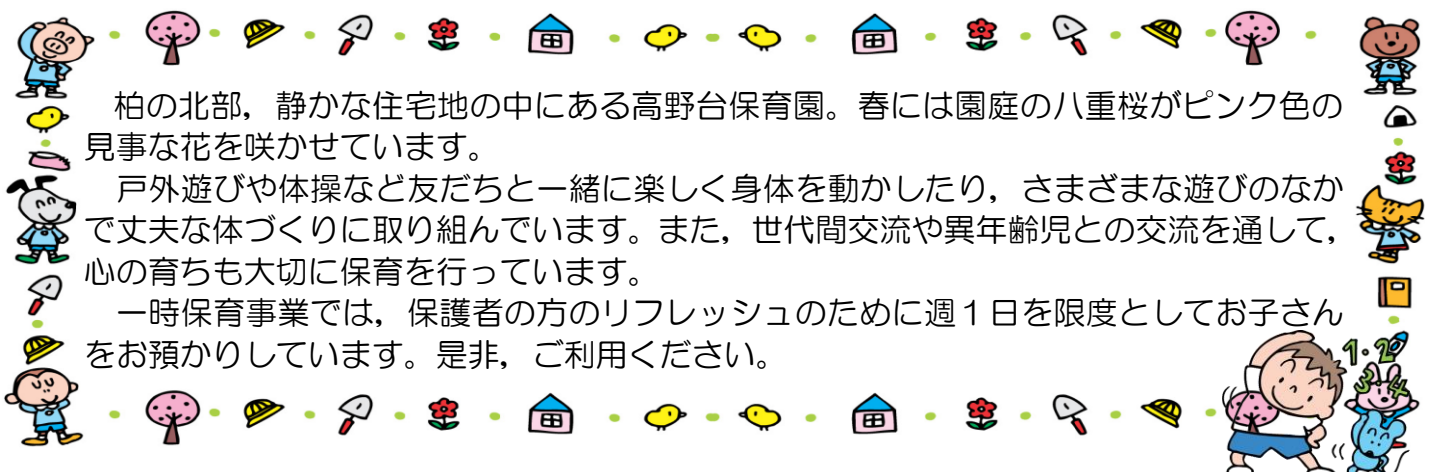 柏の北部，静かな住宅地の中にある高野台保育園。春には園庭の八重桜がピンク色の
見事な花を咲かせています。
戸外遊びや体操など友だちと一緒に楽しく身体を動かしたり，さまざまな遊びのなか
で丈夫な体づくりに取り組んでいます。また，世代間交流や異年齢児との交流を通して，
心の育ちも大切に保育を行っています。
一時保育事業では，保護者の方のリフレッシュのために週１日を限度としてお子さん
をお預かりしています。是非，ご利用ください。
1・2
3・4